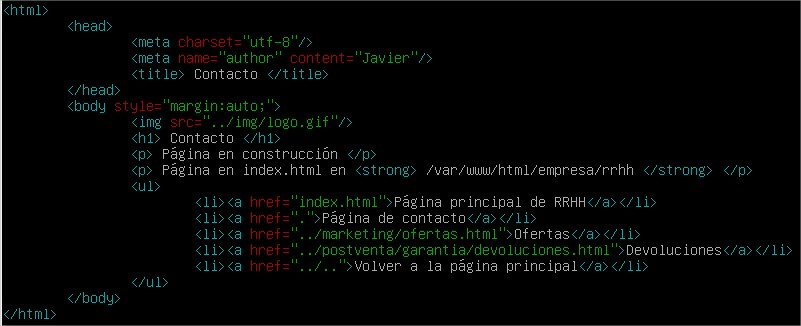 <html>
<head>
<meta charset="utf-8"/>
<meta name="author" content="Javier"/>
<title> Contacto </title>
</head>
<body style="margin:auto;">
<img src="../img/logo.gif"/>
<h1> Contacto </h1>
<p> Página en construcción </p>
<p> Página en index.html en <strong> /var/www/html/empresa/rrhh </strong> </p>
<ul>
<li><a href="index.html">Página principal de RRHH</a></li>
<li><a href=".">Página de contacto</a></li>
<li><a href="../marketing/ofertas.html">Ofertas</a></li>
<li><a href="../postventa/garantia/devoluciones.html">Devoluciones</a></li>
<li><a href="../..">Volver a la página principal</a></li>
</ul>
</body>
</html>